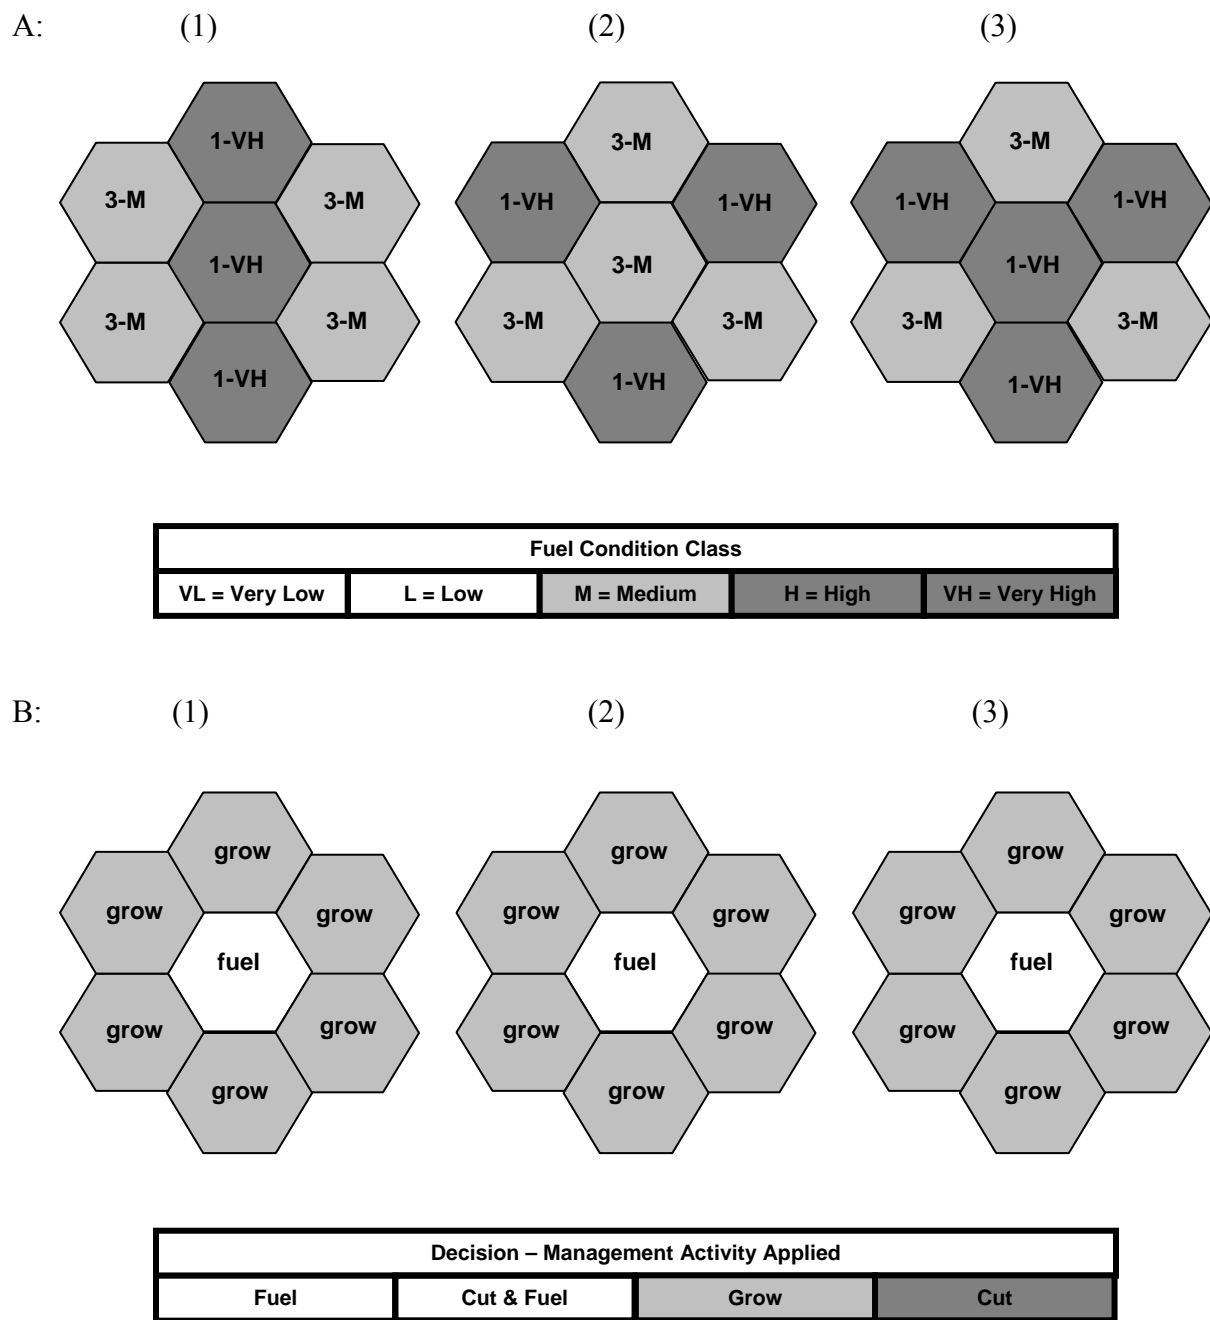 A: (1) (2) (3)
1-VH 3-M 3-M
3-M 3-M 1-VH 1-VH 1-VH 1-VH
1-VH 3-M 1-VH
3-M 3-M 3-M 3-M 3-M 3-M
1-VH 1-VH 1-VH
Fuel Condition Class
VL = Very Low L = Low M = Medium H = High VH = Very High
B: (1) (2) (3)
grow grow grow
grow grow grow grow grow grow
fuel fuel fuel
grow grow grow grow grow grow
grow grow grow
Decision – Management Activity Applied
Fuel Cut & Fuel Grow Cut